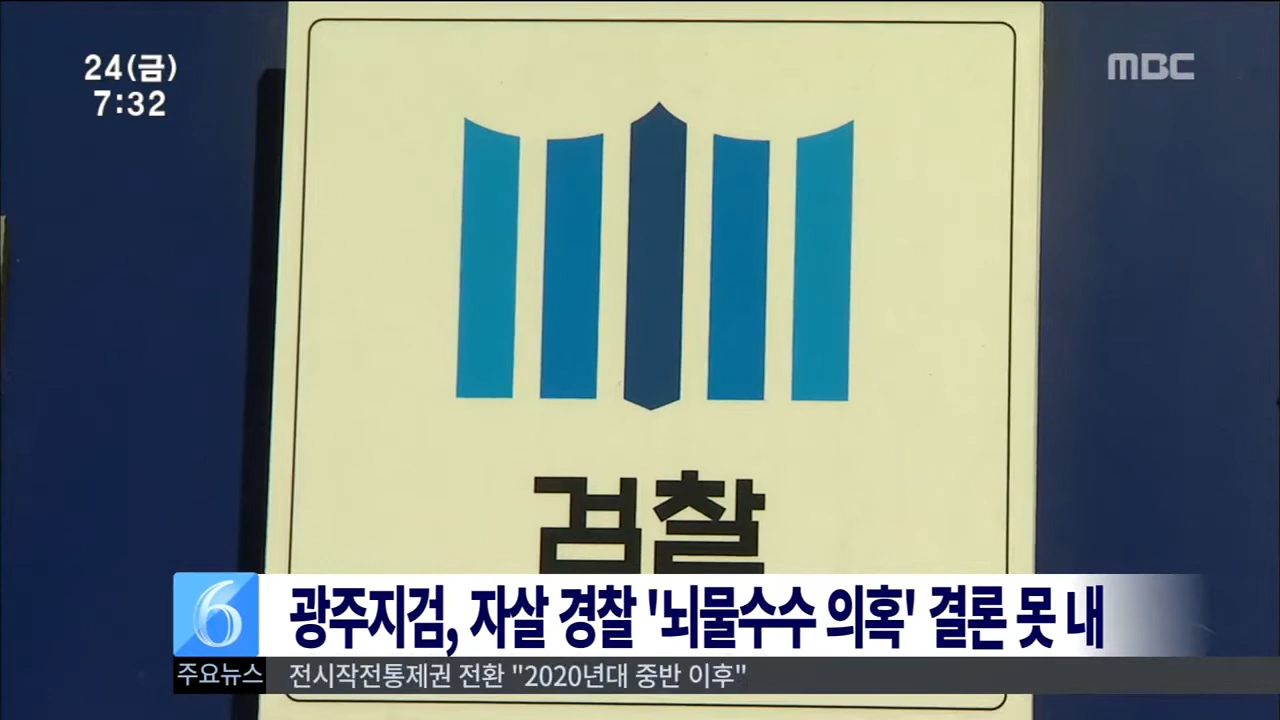 24(금)
7:32
MBC
검찰
6
광주지검, 자살 경찰 '뇌물수수 의혹' 결론 못 내
주요뉴스
전시작전통제권 전환 "2020년대 중반 이후"